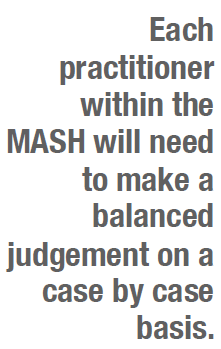 Each
practitioner
within the
MASH will need
to make a
balanced
judgement on a
case by case
basis.